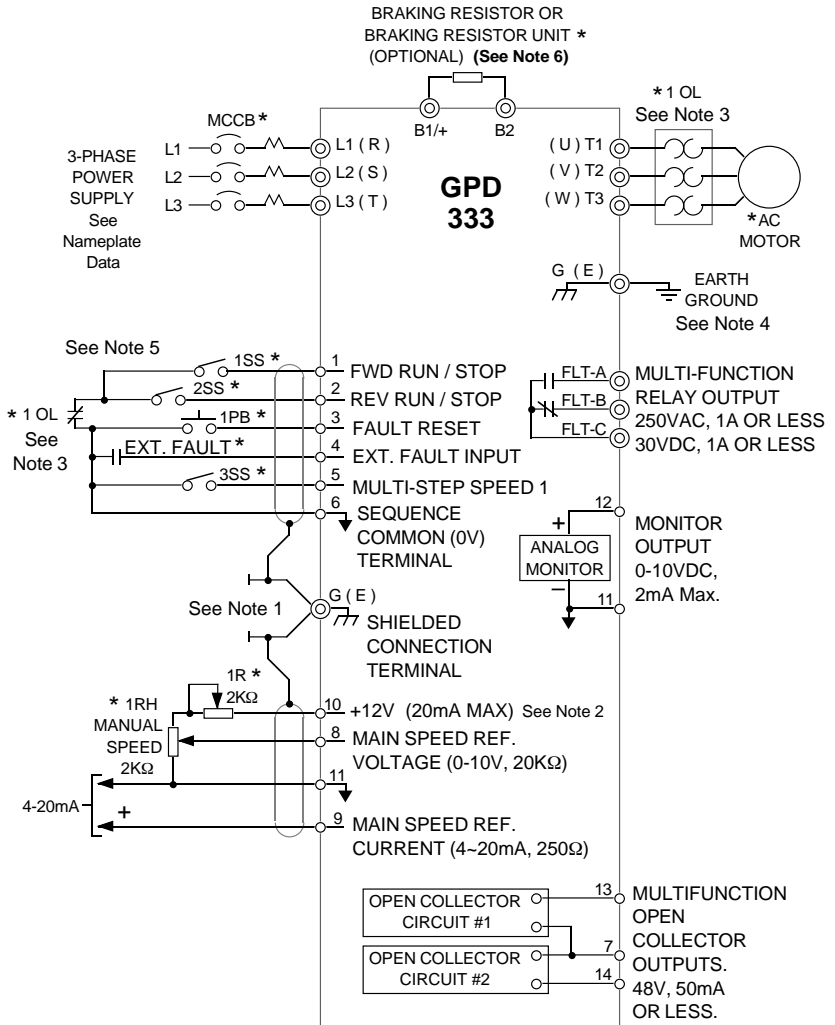 BRAKING RESISTOR OR
BRAKING RESISTOR UNIT *
(OPTIONAL) (See Note 6)
B1/+
B2
MCCB *
3-PHASE
POWER
SUPPLY
See
Nameplate
Data
L1
L2
L3
L1 ( R )
L2 ( S )
L3 ( T )
GPD
333
* 1 OL
See Note 3
( U ) T1
( V ) T2
( W ) T3
* AC
MOTOR
G ( E )
EARTH
GROUND
See Note 4
See Note 5
* 1 OL
See
Note 3
1SS *
1
FWD RUN / STOP
2SS *
2
REV RUN / STOP
1PB *
3
FAULT RESET
EXT. FAULT *
4
EXT. FAULT INPUT
3SS *
5
MULTI-STEP SPEED 1
6
SEQUENCE
COMMON (0V)
TERMINAL
FLT-A
FLT-B
FLT-C
MULTI-FUNCTION
RELAY OUTPUT
250VAC, 1A OR LESS
30VDC, 1A OR LESS
12
+
ANALOG
MONITOR
–
11
MONITOR
OUTPUT
0-10VDC,
2mA Max.
See Note 1
G ( E )
SHIELDED
CONNECTION
TERMINAL
1R *
2KΩ
* 1RH
MANUAL
SPEED
2KΩ
10
+12V (20mA MAX) See Note 2
8
MAIN SPEED REF.
VOLTAGE (0-10V, 20KΩ)
11
4-20mA
+
9
MAIN SPEED REF.
CURRENT (4~20mA, 250Ω)
OPEN COLLECTOR
CIRCUIT #1
OPEN COLLECTOR
CIRCUIT #2
13
7
14
MULTIFUNCTION
OPEN
COLLECTOR
OUTPUTS.
48V, 50mA
OR LESS.